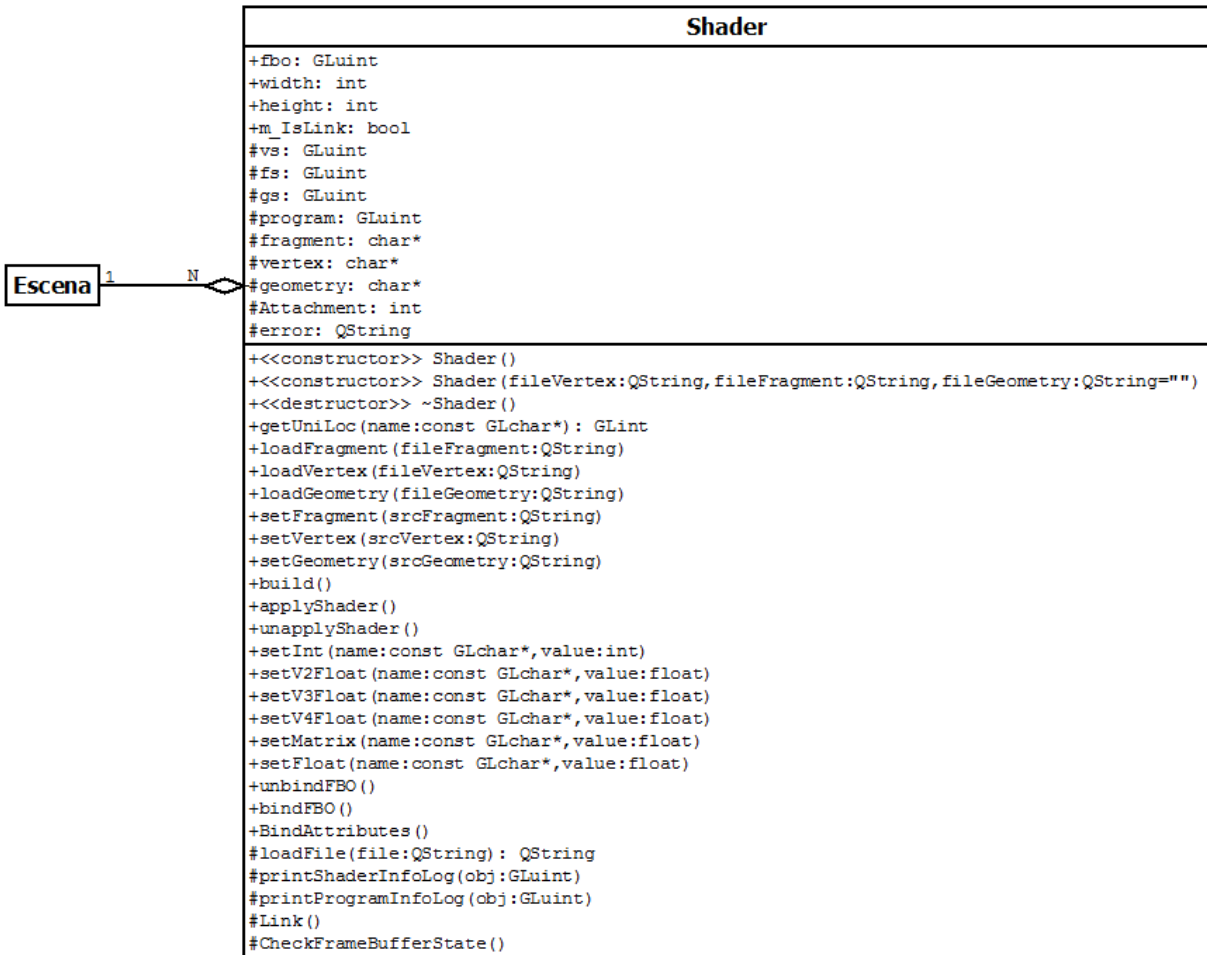 Shader
+fbo: GLuint
+width: int
+height: int
+m_IsLink: bool
#vs: GLuint
#fs: GLuint
#gs: GLuint
#program: GLuint
#fragment: char*
#vertex: char*
Escena 1 N #geometry: char*
#Attachment: int
#error: QString
+<<constructor>> Shader()
+<<constructor>> Shader(fileVertex:QString,fileFragment:QString,fileGeometry:QString="")
+<<destructor>> ~Shader()
+getUniLoc(name:const GLchar*): GLint
+loadFragment(fileFragment:QString)
+loadVertex(fileVertex:QString)
+loadGeometry(fileGeometry:QString)
+setFragment(srcFragment:QString)
+setVertex(srcVertex:QString)
+setGeometry(srcGeometry:QString)
+build()
+applyShader()
+unapplyShader()
+setInt(name:const GLchar*,value:int)
+setV2Float(name:const GLchar*,value:float)
+setV3Float(name:const GLchar*,value:float)
+setV4Float(name:const GLchar*,value:float)
+setMatrix(name:const GLchar*,value:float)
+setFloat(name:const GLchar*,value:float)
+unbindFBO()
+bindFBO()
+BindAttributes()
#loadFile(file:QString): QString
#printShaderInfoLog(obj:GLuint)
#printProgramInfoLog(obj:GLuint)
#Link()
#CheckFrameBufferState()